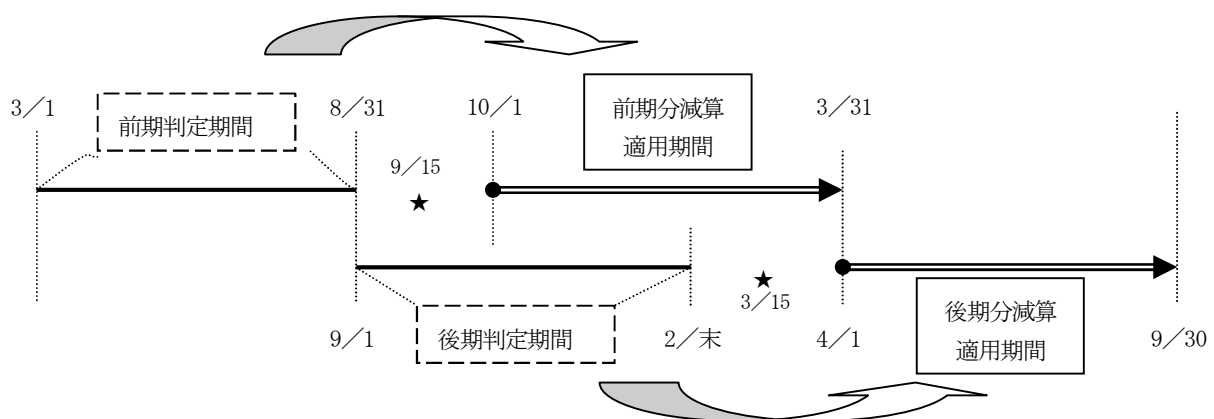 3/1
前期判定期間
8/31
10/1
前期分減算
適用期間
3/31
9/15
★
★
3/15
9/1
後期判定期間
2/末
4/1
後期分減算
適用期間
9/30